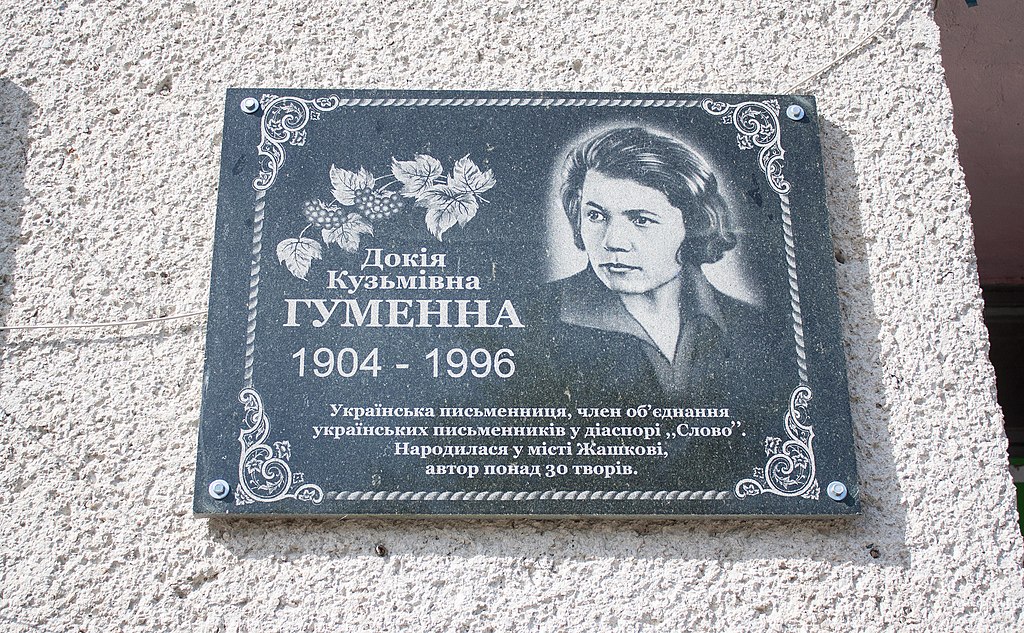 Докія
Кузьмівна
ГУМЕННА
1904 - 1996
Українська письменниця, член об’єднання
українських письменників у діаспорі ,,Слово’’.
Народилася у місті Жашкові,
автор понад 30 творів.